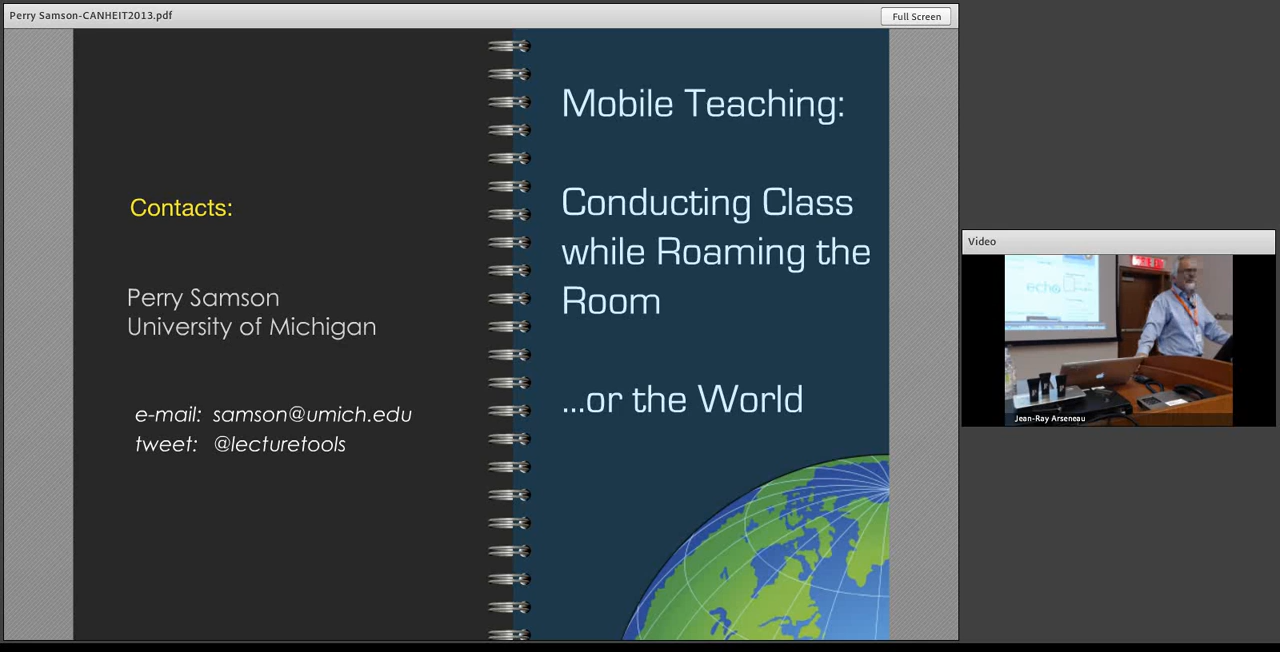 Perry Samson-CANHEIT2013.pdf
Full Screen
Contacts:
Perry Samson
University of Michigan
e-mail: samson@umich.edu
tweet: @lecturetools
Mobile Teaching:
Conducting Class
while Roaming the
Room
...or the World
Video
Jean-Ray Arseneau